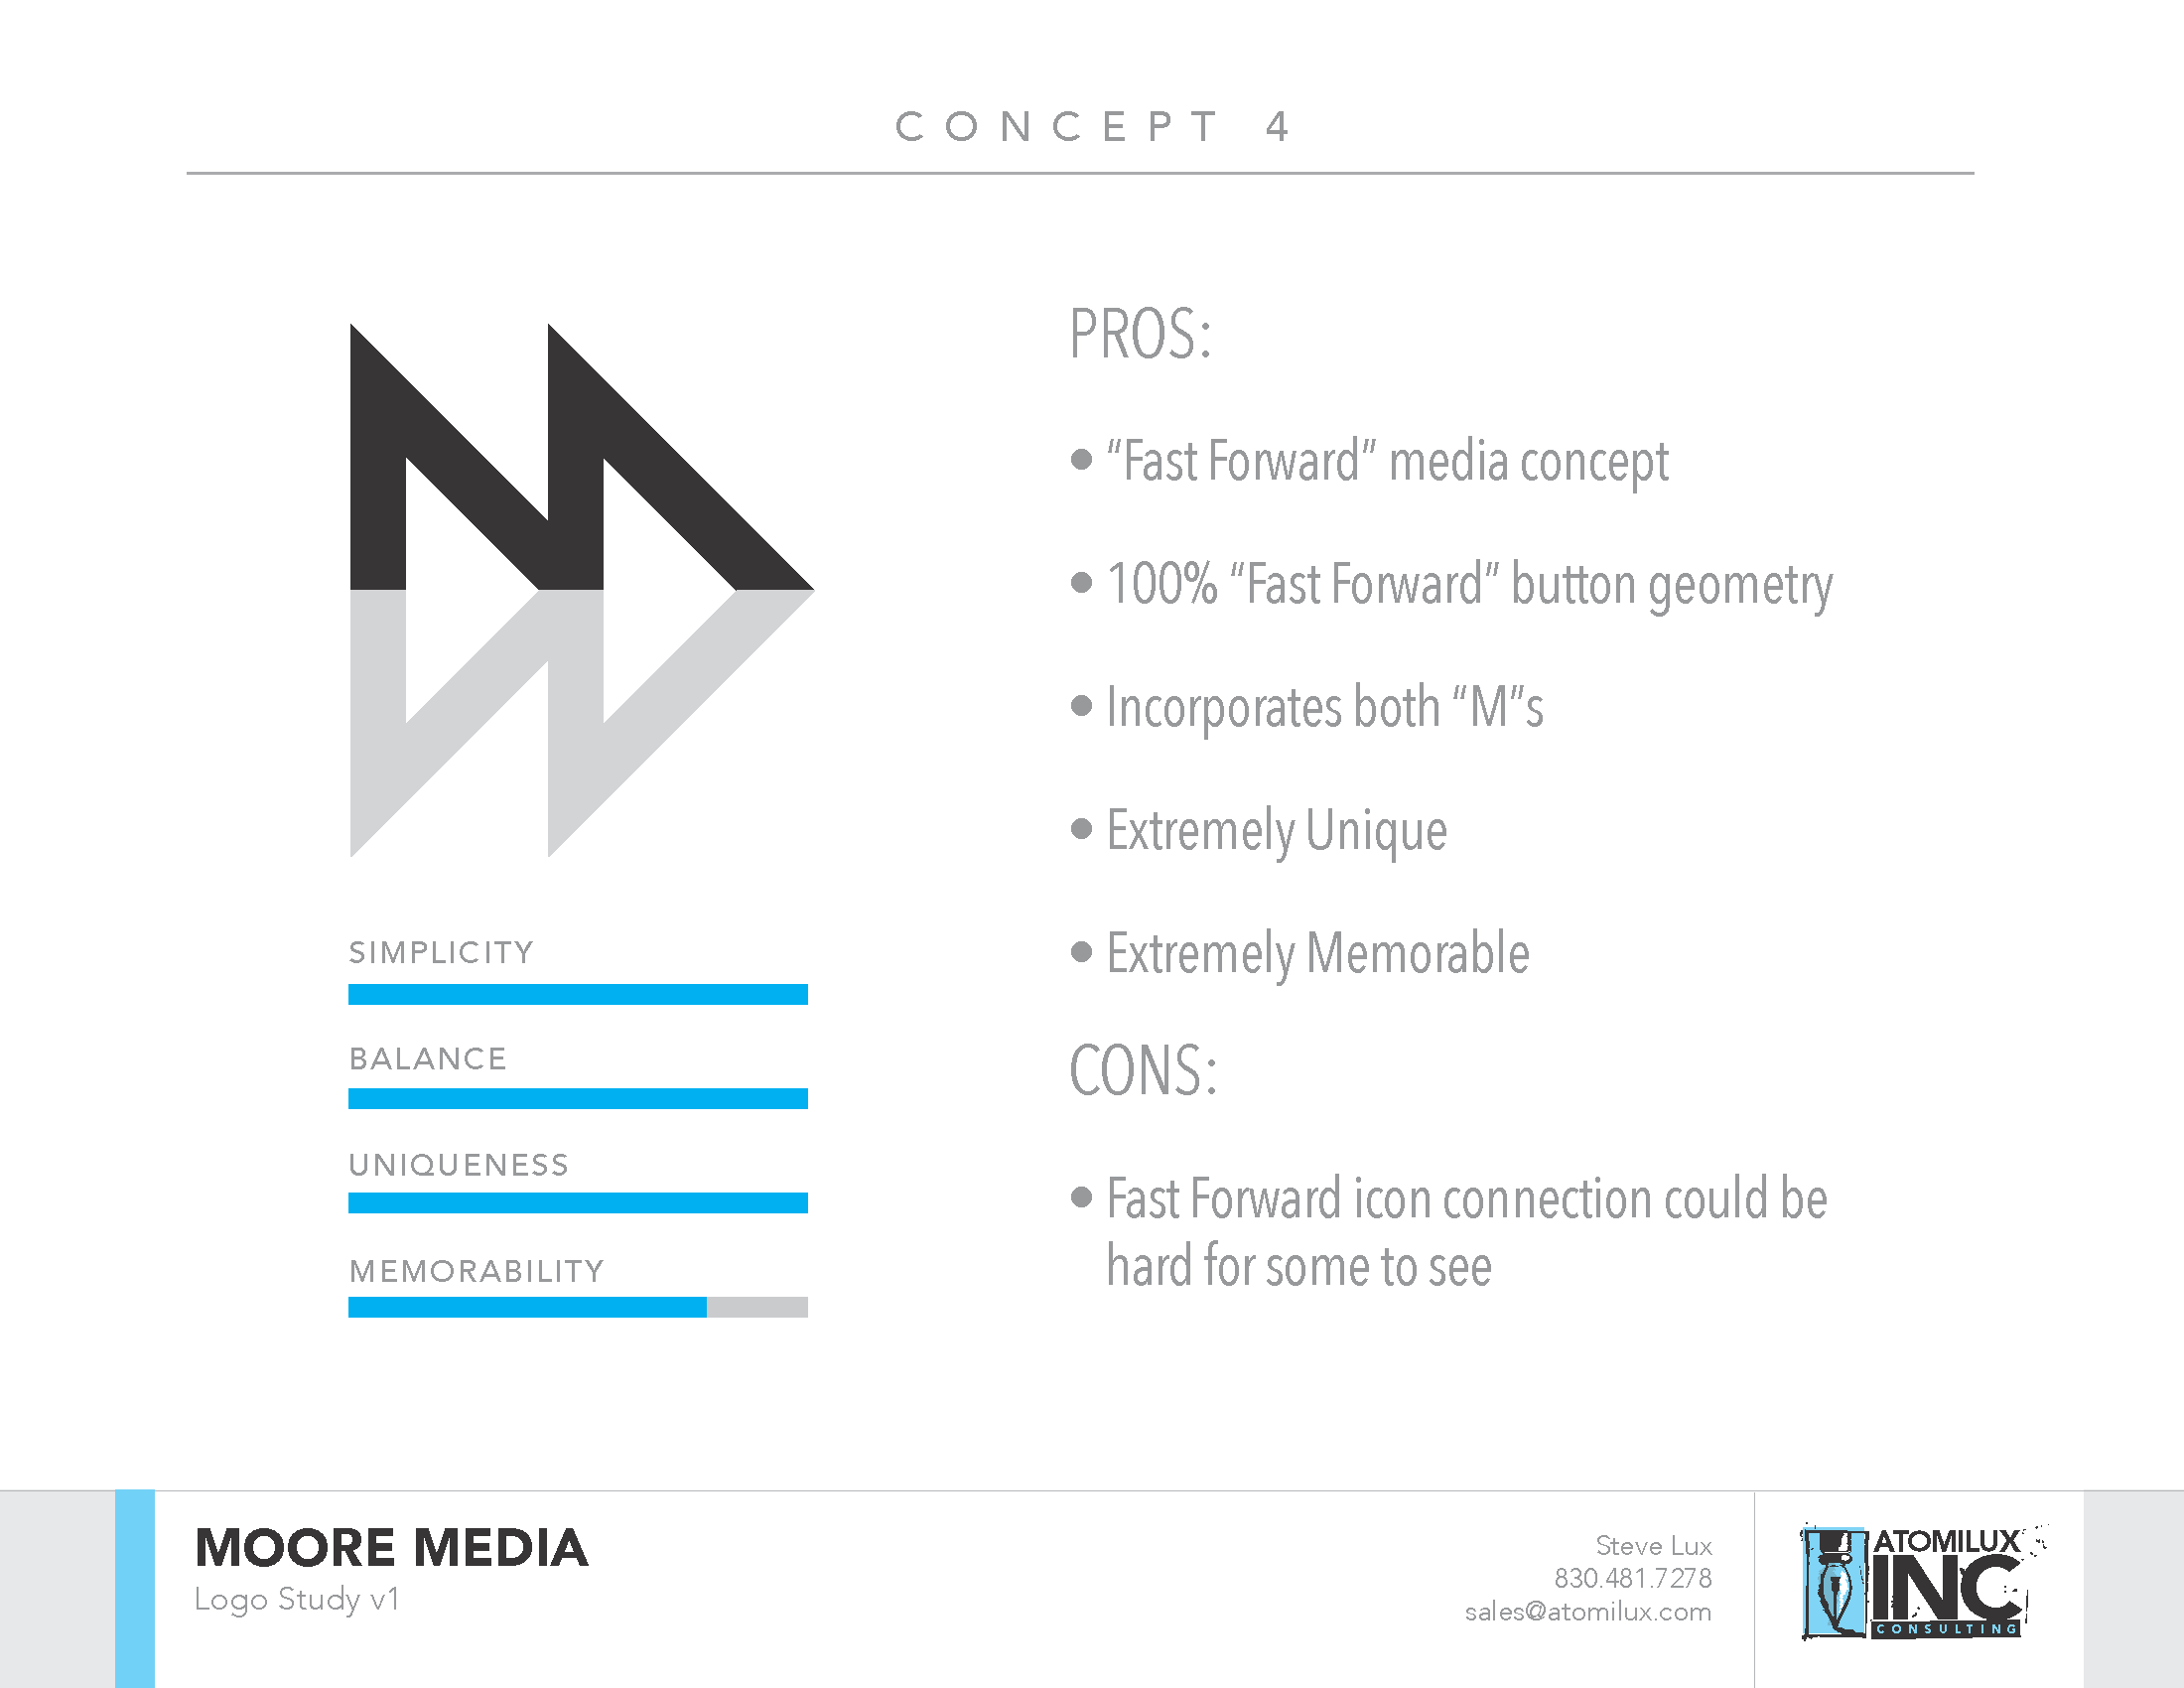 CONCEPT 4
PROS:
• “Fast Forward” media concept
• 100% “Fast Forward” button geometry
• Incorporates both “M”s
• Extremely Unique
• Extremely Memorable
CONS:
• Fast Forward icon connection could be
hard for some to see
SIMPLICITY
BALANCE
UNIQUENESS
MEMORABILITY
MOORE MEDIA
Logo Study v1
Steve Lux
830.481.7278
sales@atomilux.com
ATOMILUX
INC
CONSULTING